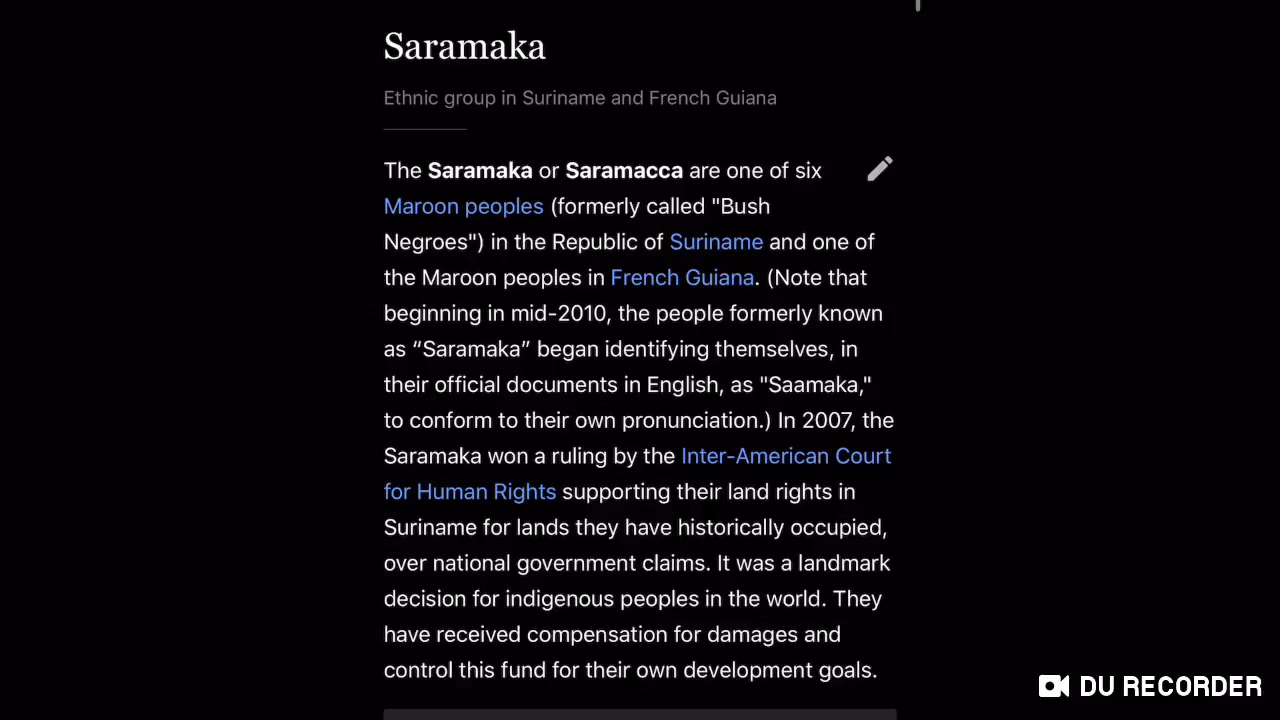 Saramaka
Ethnic group in Suriname and French Guiana
The Saramaka or Saramacca are one of six
Maroon peoples (formerly called "Bush
Negroes") in the Republic of Suriname and one of
the Maroon peoples in French Guiana. (Note that
beginning in mid-2010, the people formerly known
as “Saramaka” began identifying themselves, in
their official documents in English, as "Saamaka,"
to conform to their own pronunciation.) In 2007, the
Saramaka won a ruling by the Inter-American Court
for Human Rights supporting their land rights in
Suriname for lands they have historically occupied,
over national government claims. It was a landmark
decision for indigenous peoples in the world. They
have received compensation for damages and
control this fund for their own development goals.
DU RECORDER